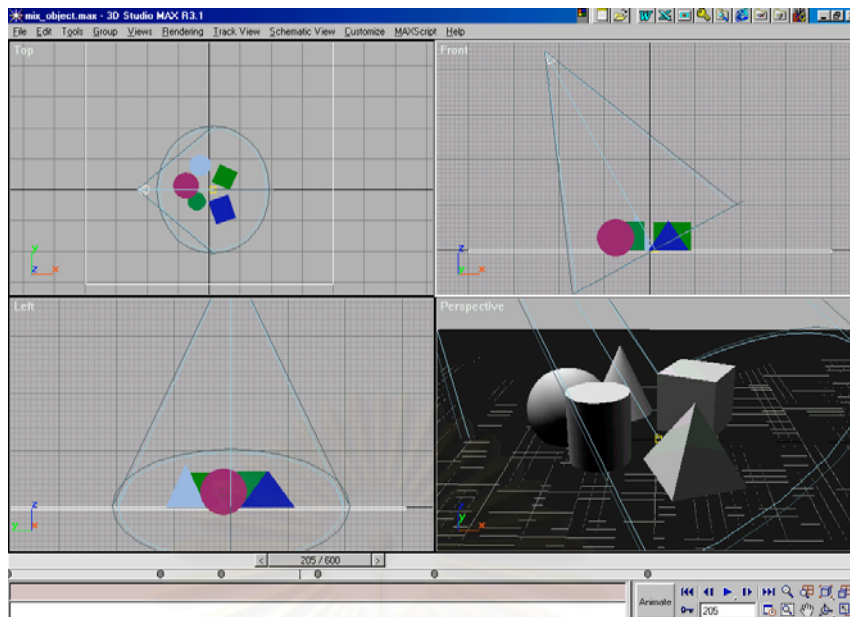 mix_object.max - 3D Studio MAX R3.1
File Edit Tools Group Views Rendering Track View Schematic View Customize MAXScript Help
Top
Front
y
z x
z
y x
Left
Perspective
z
y x
z
y
x
< 205 / 600 >
Animate
205